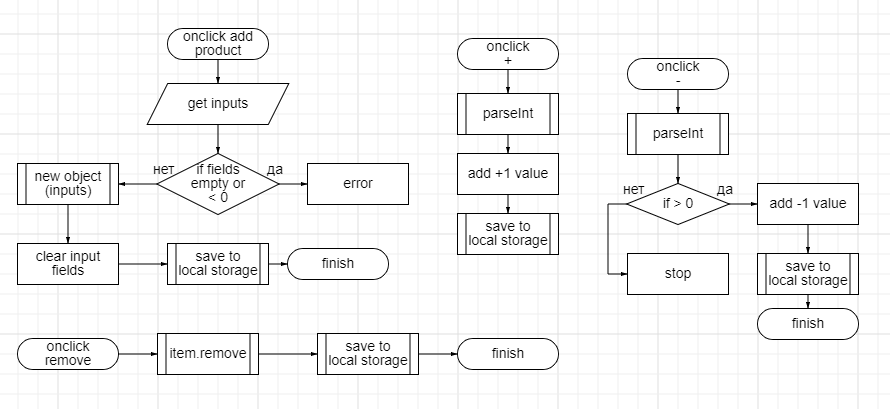 onclick add
product
get inputs
нет
if fields
empty or
< 0
да
new object
(inputs)
error
clear input
fields
save to
local storage
finish
onclick
+
parseInt
add +1 value
save to
local storage
onclick
-
parseInt
нет
if > 0
да
add -1 value
stop
save to
local storage
finish
onclick
remove
item.remove
save to
local storage
finish